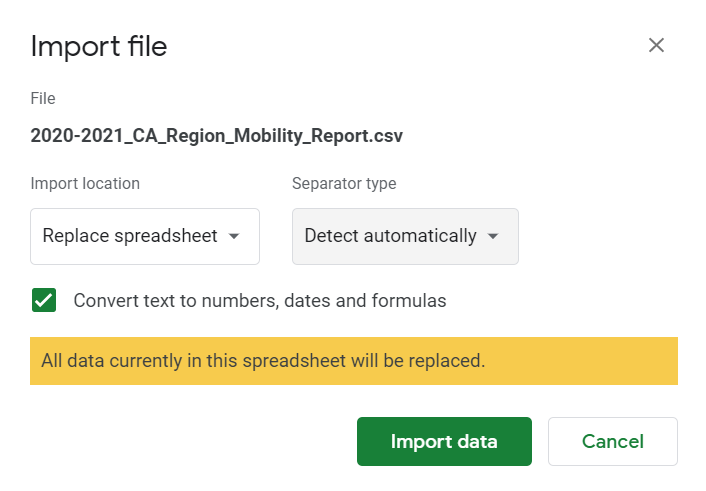 Import file
File
2020-2021_CA_Region_Mobility_Report.csv
Import location
Separator type
Replace spreadsheet
Detect automatically
Convert text to numbers, dates and formulas
All data currently in this spreadsheet will be replaced.
Import data
Cancel